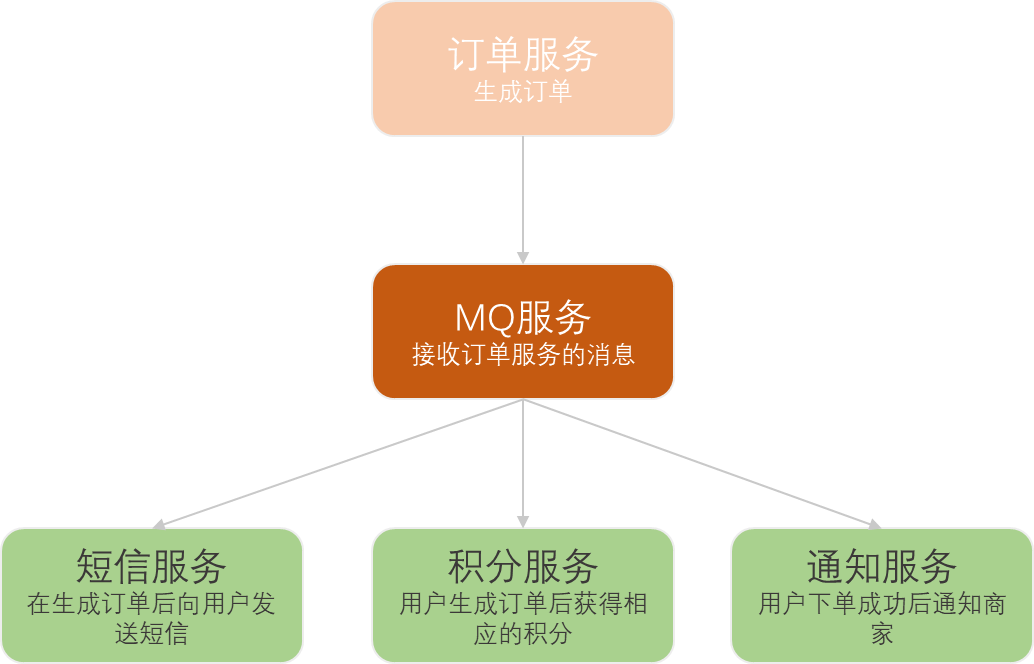 订单服务
生成订单
MQ服务
接收订单服务的消息
短信服务
在生成订单后向用户发
送短信
积分服务
用户生成订单后获得相
应的积分
通知服务
用户下单成功后通知商
家